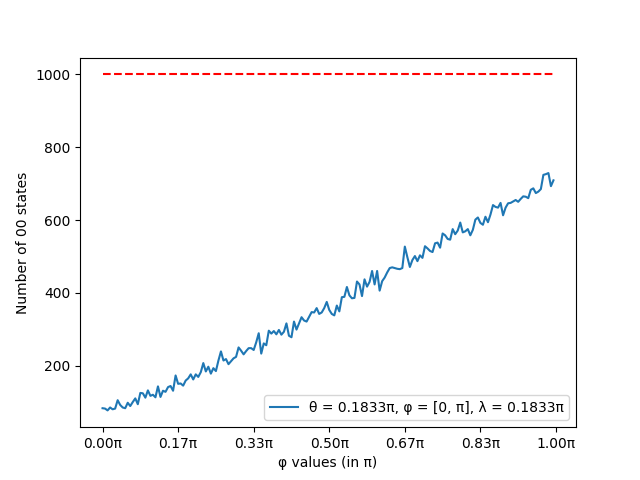 1000
800
600
400
200
Number of 00 states
θ = 0.1833π, φ = [0, π], λ = 0.1833π
0.00π 0.17π 0.33π 0.50π 0.67π 0.83π 1.00π
φ values (in π)